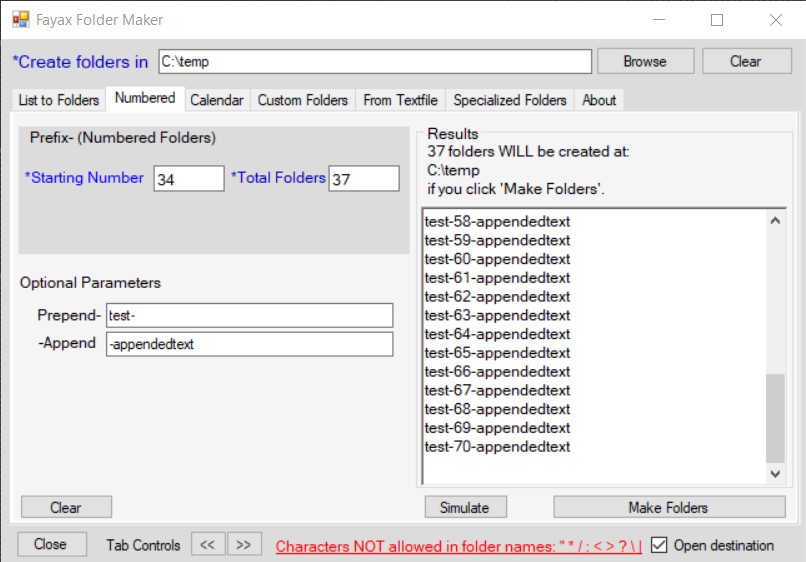 Fayax Folder Maker
*Create folders in C:\temp Browse Clear
List to Folders Numbered Calendar Custom Folders From Textfile Specialized Folders About
Prefix- (Numbered Folders)
*Starting Number 34 *Total Folders 37
Optional Parameters
Prepend- test-
-Append -appendedtext
Clear
Results
37 folders WILL be created at:
C:\temp
if you click 'Make Folders'.
test-58-appendedtext
test-59-appendedtext
test-60-appendedtext
test-61-appendedtext
test-62-appendedtext
test-63-appendedtext
test-64-appendedtext
test-65-appendedtext
test-66-appendedtext
test-67-appendedtext
test-68-appendedtext
test-69-appendedtext
test-70-appendedtext
Simulate Make Folders
Close Tab Controls << >> Characters NOT allowed in folder names: " * / : < > ? \ | Open destination